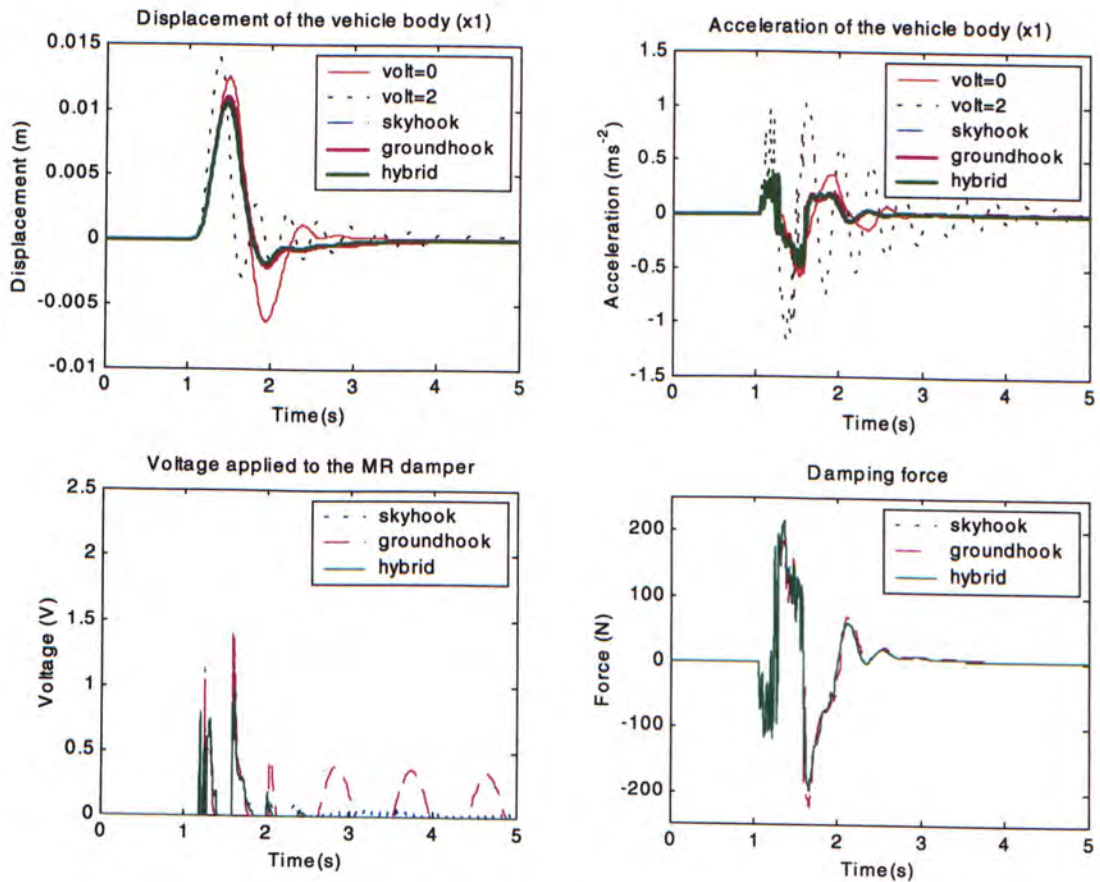 Displacement of the vehicle body (x1)
0.015
0.01
0.005
0
-0.005
-0.01
Displacement (m)
volt=0
volt=2
skyhook
groundhook
hybrid
0 1 2 3 4 5
Time(s)
Acceleration of the vehicle body (x1)
1.5
1
0.5
0
-0.5
-1
-1.5
Acceleration (ms-2)
volt=0
volt=2
skyhook
groundhook
hybrid
0 1 2 3 4 5
Time(s)
Voltage applied to the MR damper
2.5
2
1.5
1
0.5
0
Voltage (V)
skyhook
groundhook
hybrid
0 1 2 3 4 5
Time(s)
Damping force
200
100
0
-100
-200
Force (N)
skyhook
groundhook
hybrid
0 1 2 3 4 5
Time(s)